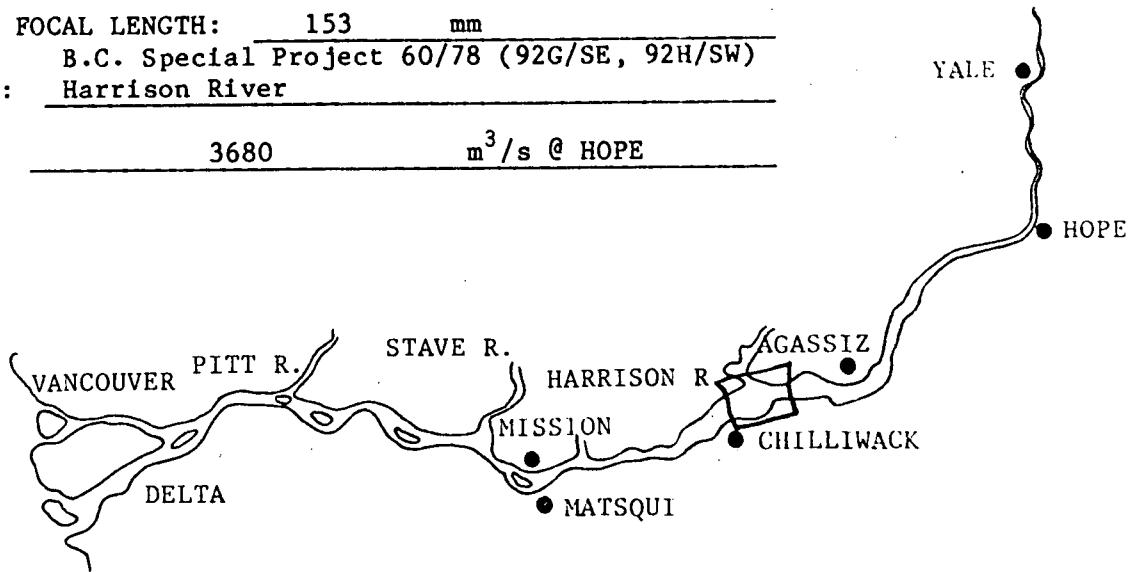 FOCAL LENGTH: 153 mm
B.C. Special Project 60/78 (92G/SE, 92H/SW)
: Harrison River
3680 m³/s @ HOPE
YALE
HOPE
AGASSIZ
STAVE R.
PITT R.
HARRISON R
VANCOUVER
MISSION
CHILLIWACK
DELTA
MATSQUI